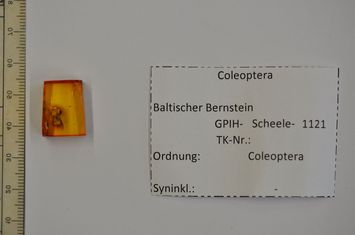 Coleoptera
Baltischer Bernstein
GPIH- Scheele- 1121
TK-Nr.:
Ordnung: Coleoptera
Syninkl.: -